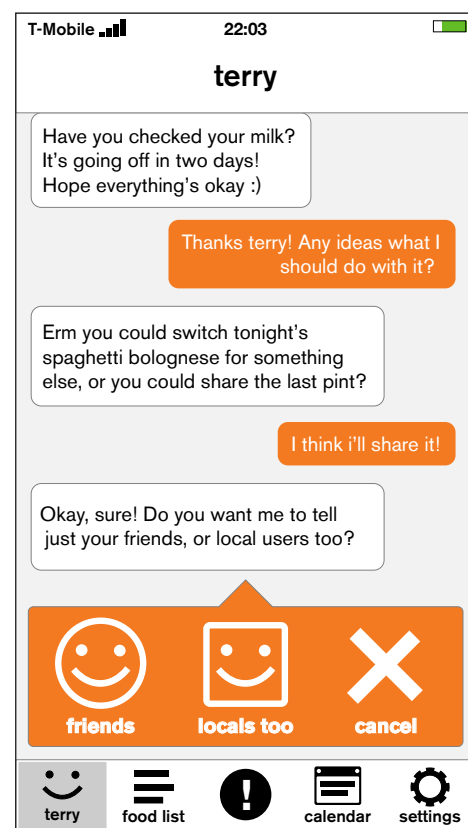 T-Mobile 22:03
terry
Have you checked your milk?
It's going off in two days!
Hope everything's okay :)
Thanks terry! Any ideas what I
should do with it?
Erm you could switch tonight's
spaghetti bolognese for something
else, or you could share the last pint?
I think i'll share it!
Okay, sure! Do you want me to tell
just your friends, or local users too?
friends locals too cancel
terry food list ! calendar settings